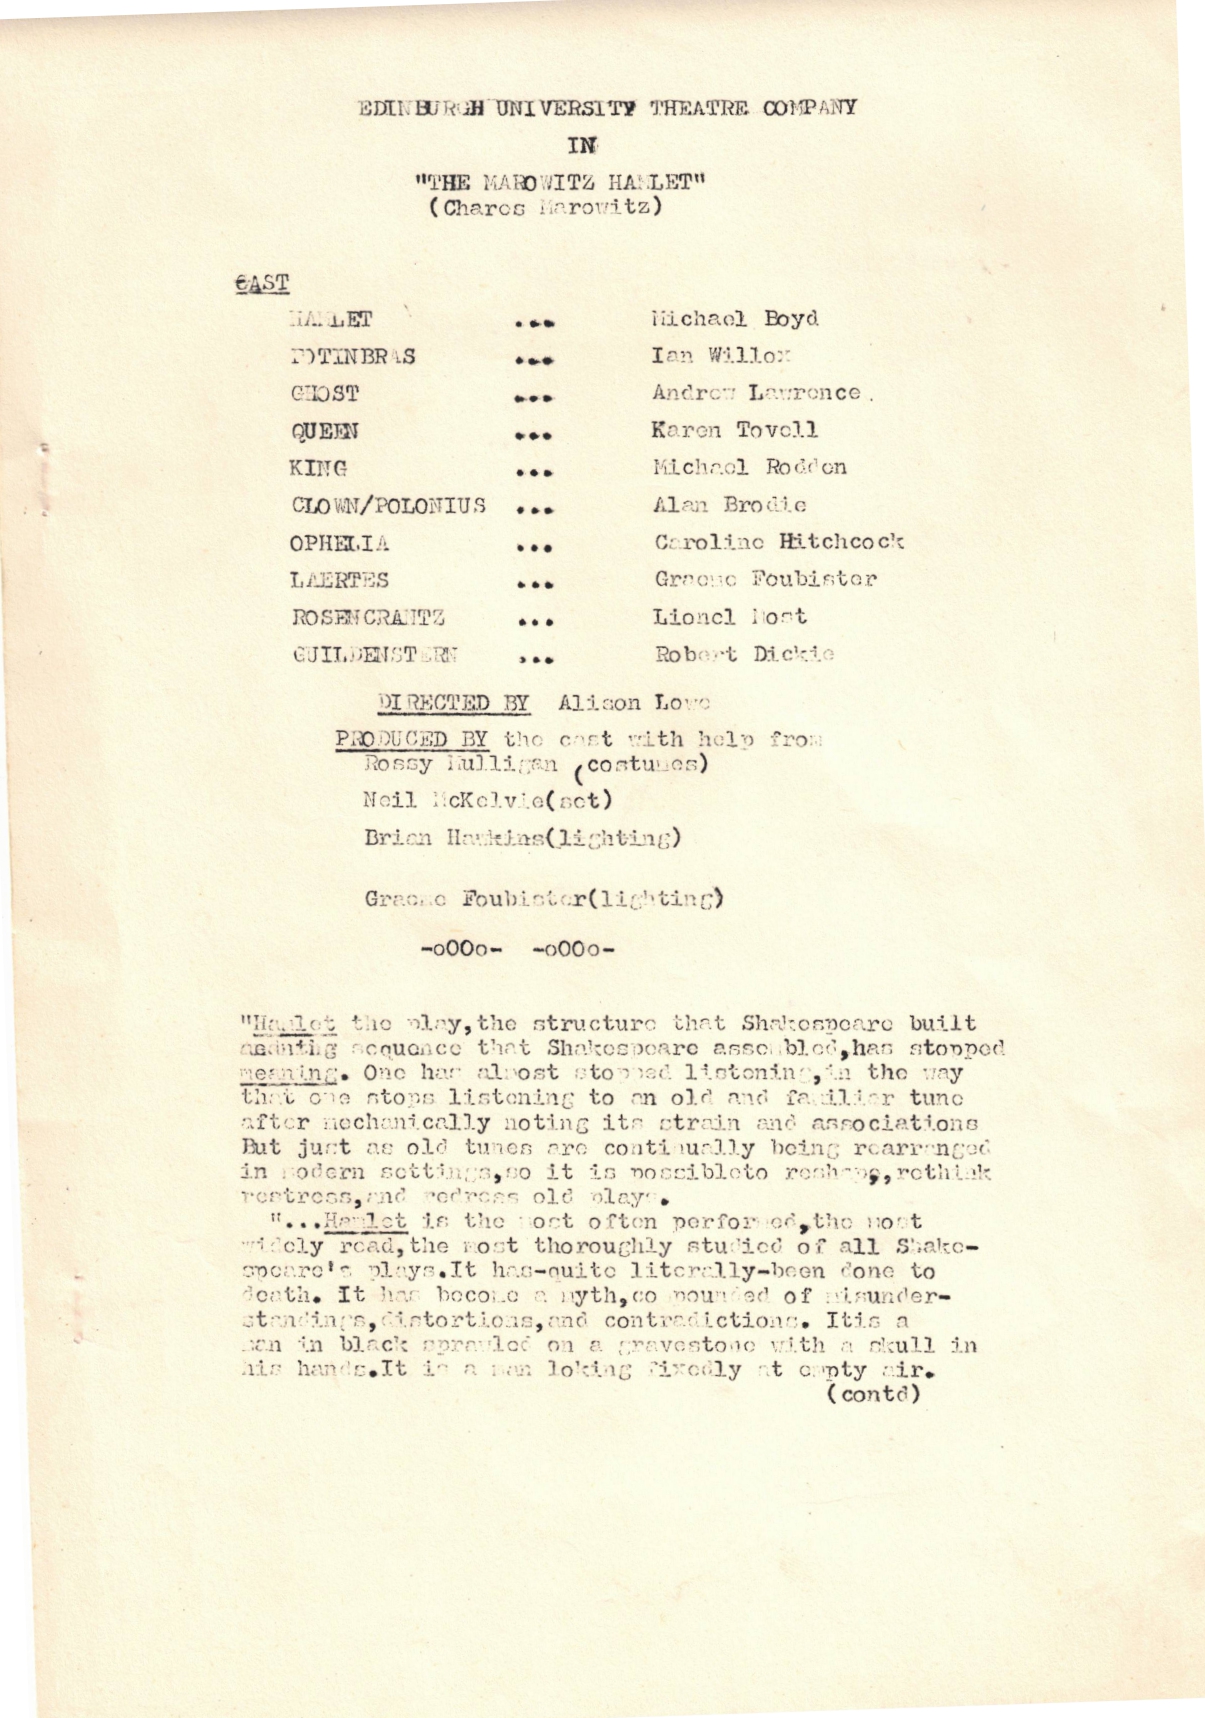 EDINBURGH UNIVERSITY THEATRE COMPANY
IN
"THE MAROWITZ HAMLET"
(Chares Marowitz)
CAST
HAMLET ... Michael Boyd
FOTINBRAS ... Ian Willox
GHOST ... Andrew Lawrence.
QUEEN ... Karen Tovell
KING ... Michael Rodden
CLOWN/POLONIUS ... Alan Brodie
OPHELIA ... Caroline Hitchcock
LAERTES ... Graeme Foubister
ROSENCRANTZ ... Lionel Most
GUILDENSTERN ... Robert Dickie
DIRECTED BY Alison Love
PRODUCED BY the cast with help from
Rossy Mulligan (costumes)
Neil McKelvie(set)
Brian Hawkins(lighting)
Graeme Foubister(lighting)
-oOOo- -oOOo-
"Hamlet the play,the structure that Shakespeare built
sequence that Shakespeare assembled,has stopped
meaning. One has almost stopped listening,in the way
that one stops listening to an old and familiar tune
after mechanically noting its strain and associations
But just as old tunes are continually being rearranged
in modern settings,so it is possibleto reshape,,rethink
restress,and redress old plays.
"...Hamlet is the most often performed,the most
widely read,the most thoroughly studied of all Shake-
speare's plays.It has-quite literally-been done to
death. It has become a myth,compounded of misunder-
standings,distortions,and contradictions. Itis a
man in black sprawled on a gravestone with a skull in
his hands.It is a man loking fixedly at empty air.
(contd)